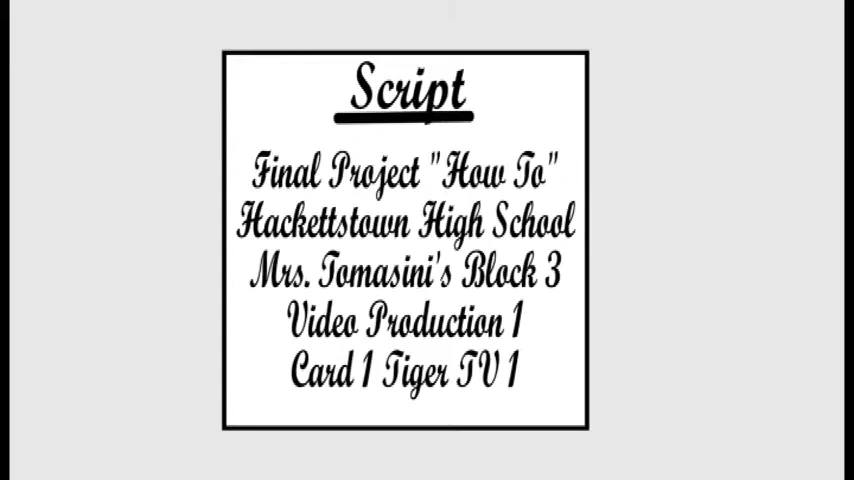 Script
Final Project "How To"
Hackettstown High School
Mrs. Tomasini's Block 3
Video Production 1
Card 1 Tiger TV 1